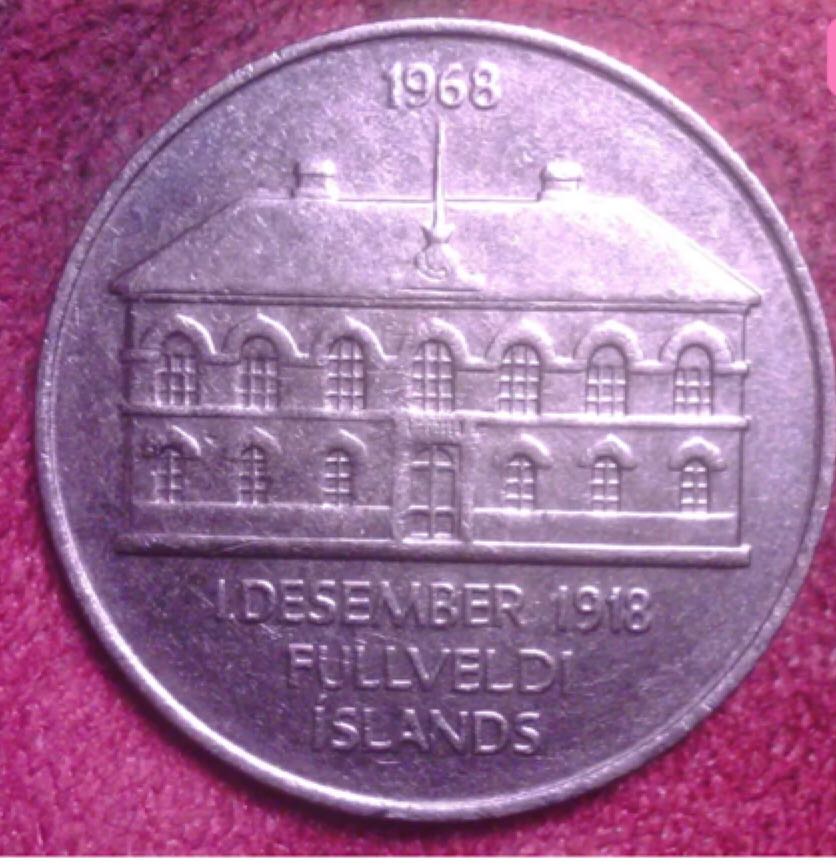 1968
1. DESEMBER 1918
FULLVELDI
ÍSLANDS